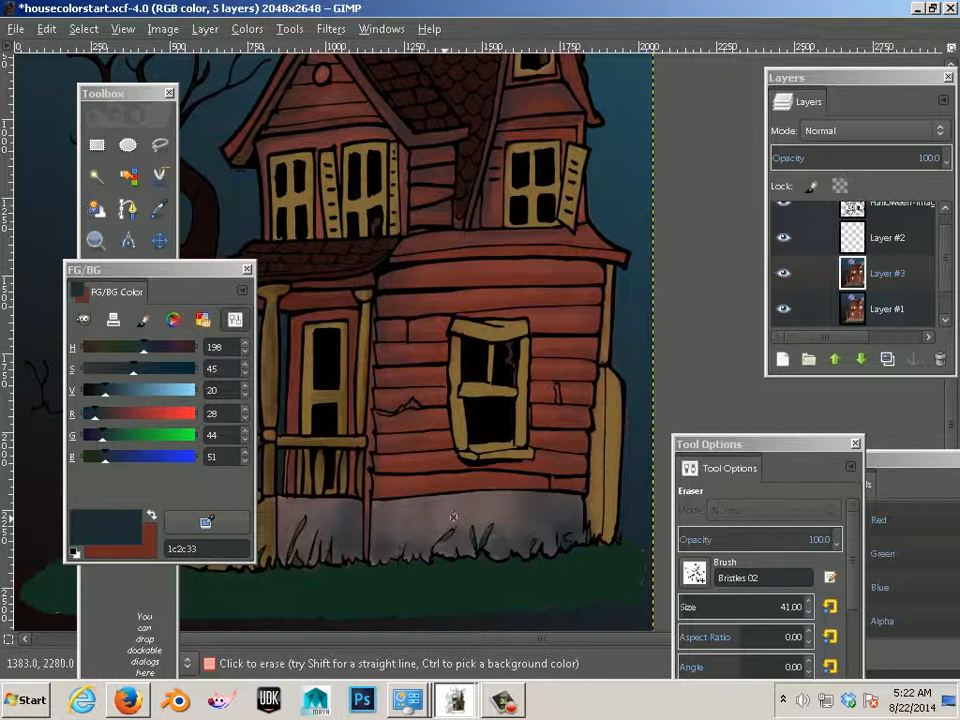 *housecolorstart.xcf-4.0 (RGB color, 5 layers) 2048x2648 – GIMP
File Edit Select View Image Layer Colors Tools Filters Windows Help
0 250 500 750 1000 1250 1500 1750 2000 2250 2500 2750
Toolbox
FG/BG
FG/BG Color
H 198
S 45
V 20
R 28
G 44
B 51
1c2c33
You
can
drop
dockable
dialogs
here
Layers
Layers
Mode: Normal
Opacity 100.0
Lock:
Layer #2
Layer #3
Layer #1
Tool Options
Tool Options
Eraser
Mode: Normal
Opacity 100.0
Brush
Bristles 02
Size 41.00
Aspect Ratio 0.00
Angle 0.00
Red
Green
Blue
Alpha
1383.0, 2280.0
Click to erase (try Shift for a straight line, Ctrl to pick a background color)
Start
UDK
MAYA
Ps
5:22 AM
8/22/2014